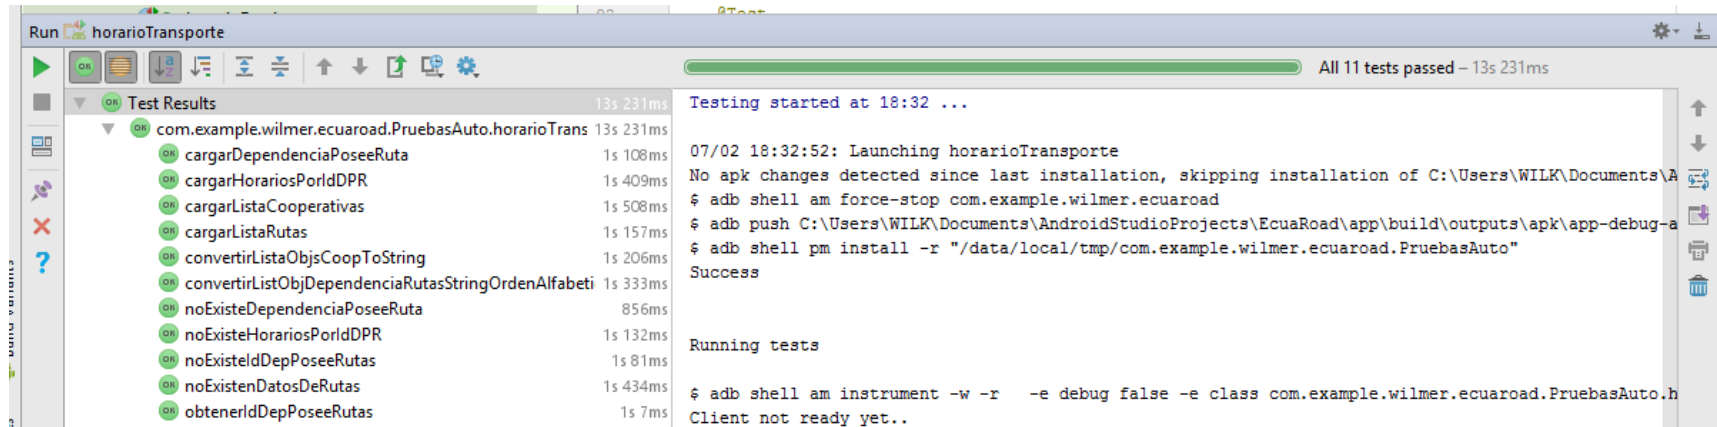 @Test
Run horarioTransporte
All 11 tests passed – 13s 231ms
Test Results 13s 231ms
com.example.wilmer.ecuaroad.PruebasAuto.horarioTrans 13s 231ms
cargarDependenciaPoseeRuta 1s 108ms
cargarHorariosPorIdDPR 1s 409ms
cargarListaCooperativas 1s 508ms
cargarListaRutas 1s 157ms
convertirListaObjsCoopToString 1s 206ms
convertirListObjDependenciaRutasStringOrdenAlfabeti 1s 333ms
noExisteDependenciaPoseeRuta 856ms
noExisteHorariosPorIdDPR 1s 132ms
noExisteIdDepPoseeRutas 1s 81ms
noExistenDatosDeRutas 1s 434ms
obtenerIdDepPoseeRutas 1s 7ms
Testing started at 18:32 ...
07/02 18:32:52: Launching horarioTransporte
No apk changes detected since last installation, skipping installation of C:\Users\WILK\Documents\A
$ adb shell am force-stop com.example.wilmer.ecuaroad
$ adb push C:\Users\WILK\Documents\AndroidStudioProjects\EcuaRoad\app\build\outputs\apk\app-debug-a
$ adb shell pm install -r "/data/local/tmp/com.example.wilmer.ecuaroad.PruebasAuto"
Success
Running tests
$ adb shell am instrument -w -r   -e debug false -e class com.example.wilmer.ecuaroad.PruebasAuto.h
Client not ready yet..